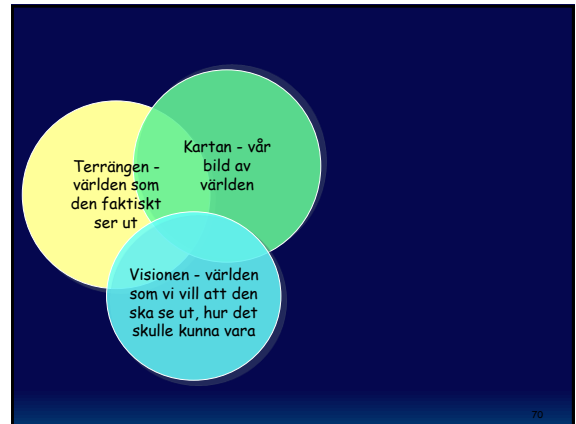 Terrängen -
världen som
den faktiskt
ser ut
Kartan - vår
bild av
världen
Visionen - världen
som vi vill att den
ska se ut, hur det
skulle kunna vara
70